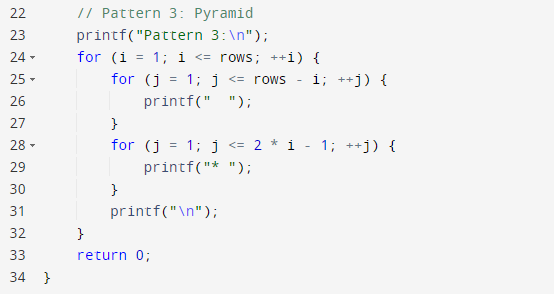 22 // Pattern 3: Pyramid
23 printf("Pattern 3:\n");
24 for (i = 1; i <= rows; ++i) {
25 for (j = 1; j <= rows - i; ++j) {
26 printf("  ");
27 }
28 for (j = 1; j <= 2 * i - 1; ++j) {
29 printf("* ");
30 }
31 printf("\n");
32 }
33 return 0;
34 }